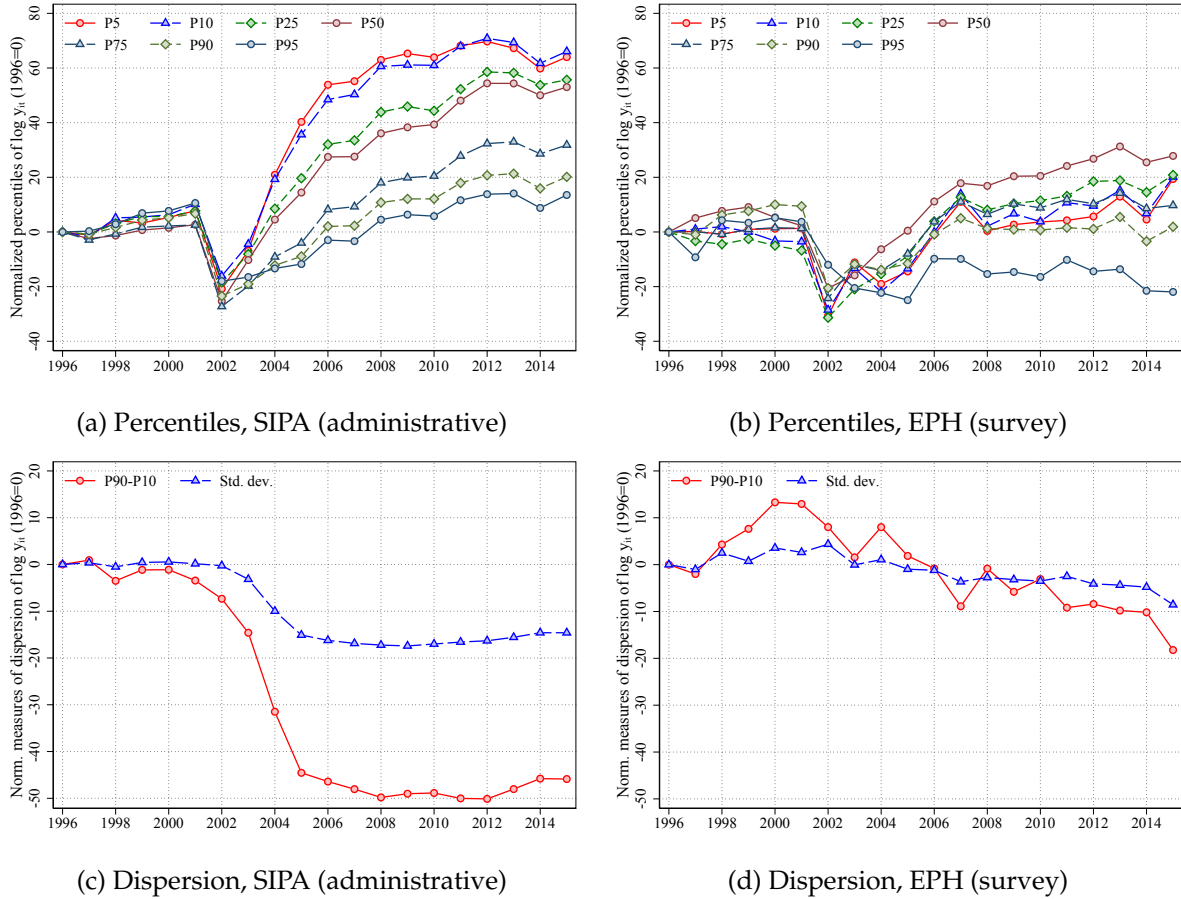 P5 P10 P25 P50
P75 P90 P95
Normalized percentiles of log yᵢₜ (1996=0)
80
60
40
20
0
-20
-40
1996 1998 2000 2002 2004 2006 2008 2010 2012 2014
(a) Percentiles, SIPA (administrative)
P5 P10 P25 P50
P75 P90 P95
Normalized percentiles of log yᵢₜ (1996=0)
80
60
40
20
0
-20
-40
1996 1998 2000 2002 2004 2006 2008 2010 2012 2014
(b) Percentiles, EPH (survey)
P90-P10 Std. dev.
Norm. measures of dispersion of log yᵢₜ (1996=0)
20
10
0
-10
-20
-30
-40
-50
1996 1998 2000 2002 2004 2006 2008 2010 2012 2014
(c) Dispersion, SIPA (administrative)
P90-P10 Std. dev.
Norm. measures of dispersion of log yᵢₜ (1996=0)
20
10
0
-10
-20
-30
-40
-50
1996 1998 2000 2002 2004 2006 2008 2010 2012 2014
(d) Dispersion, EPH (survey)